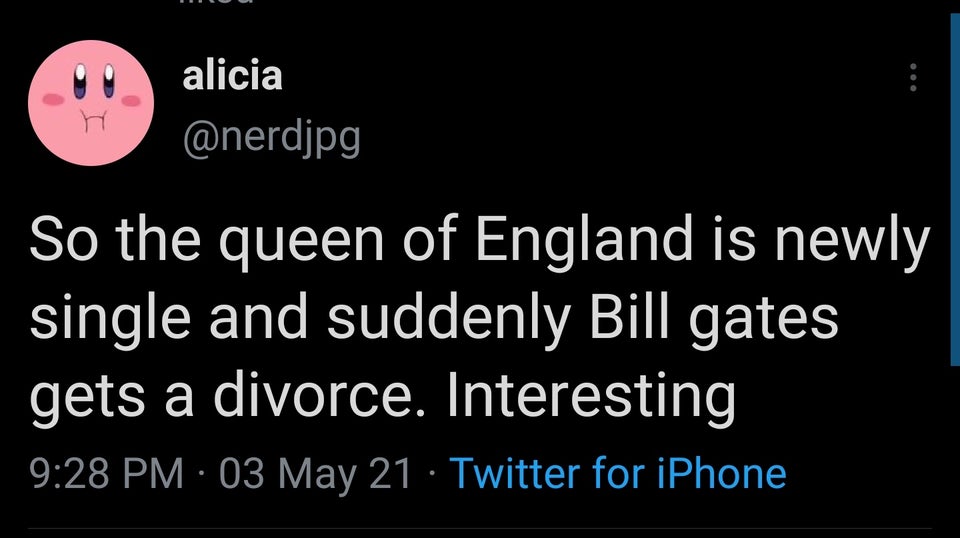 liked
alicia
@nerdjpg
So the queen of England is newly
single and suddenly Bill gates
gets a divorce. Interesting
9:28 PM · 03 May 21 · Twitter for iPhone